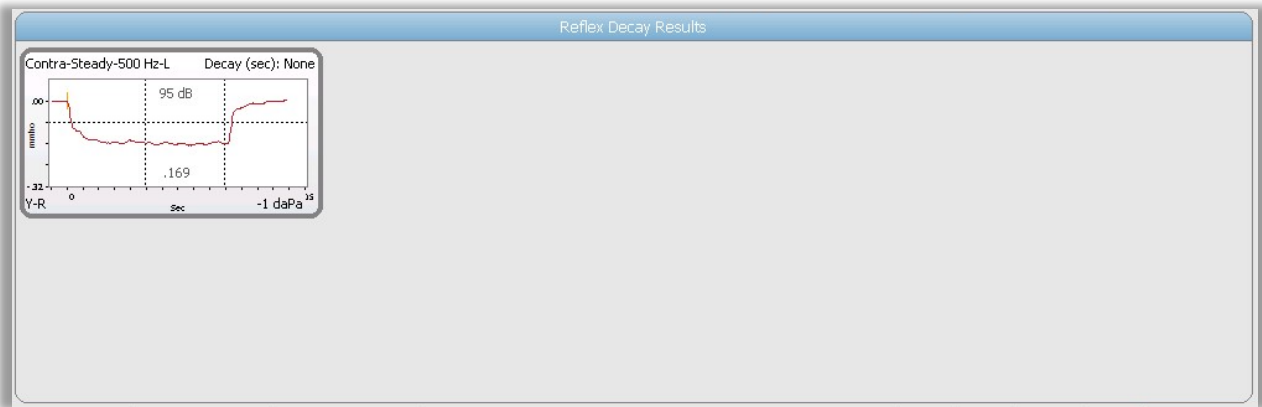 Reflex Decay Results
Contra-Steady-500 Hz-L Decay (sec): None
.00
95 dB
mmho
.169
-.32
0
15
Y-R
Sec
-1 daPa